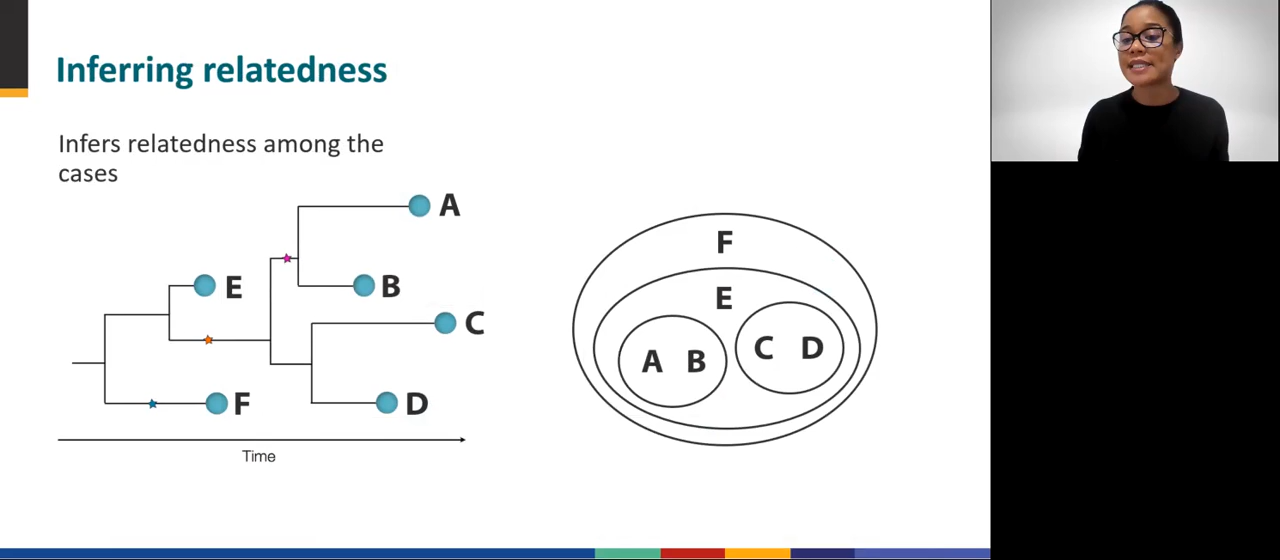 Inferring relatedness
Infers relatedness among the
cases
A
E
B
C
F
D
Time
F
E
A B
C D